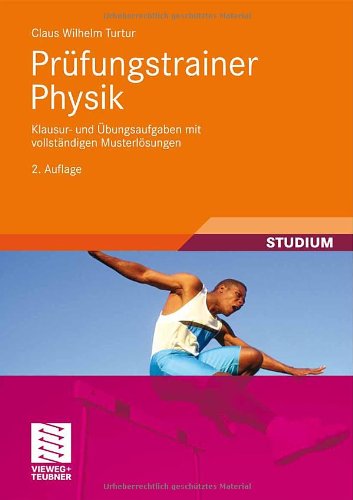 Claus Wilhelm Turtur
Prüfungstrainer
Physik
Klausur- und Übungsaufgaben mit
vollständigen Musterlösungen
2. Auflage
STUDIUM
VIEWEG+
TEUBNER
Urheberrechtlich geschütztes Material
Urheberrechtlich geschütztes Material